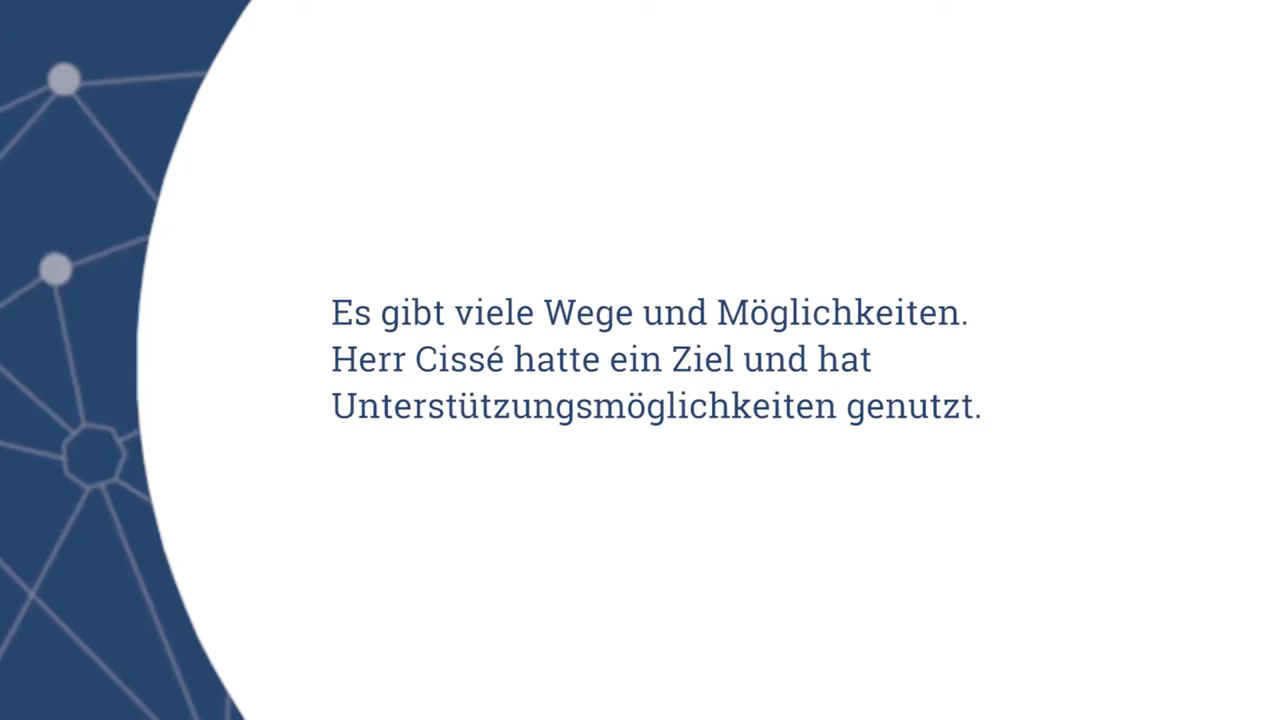 Es gibt viele Wege und Möglichkeiten.
Herr Cissé hatte ein Ziel und hat
Unterstützungsmöglichkeiten genutzt.